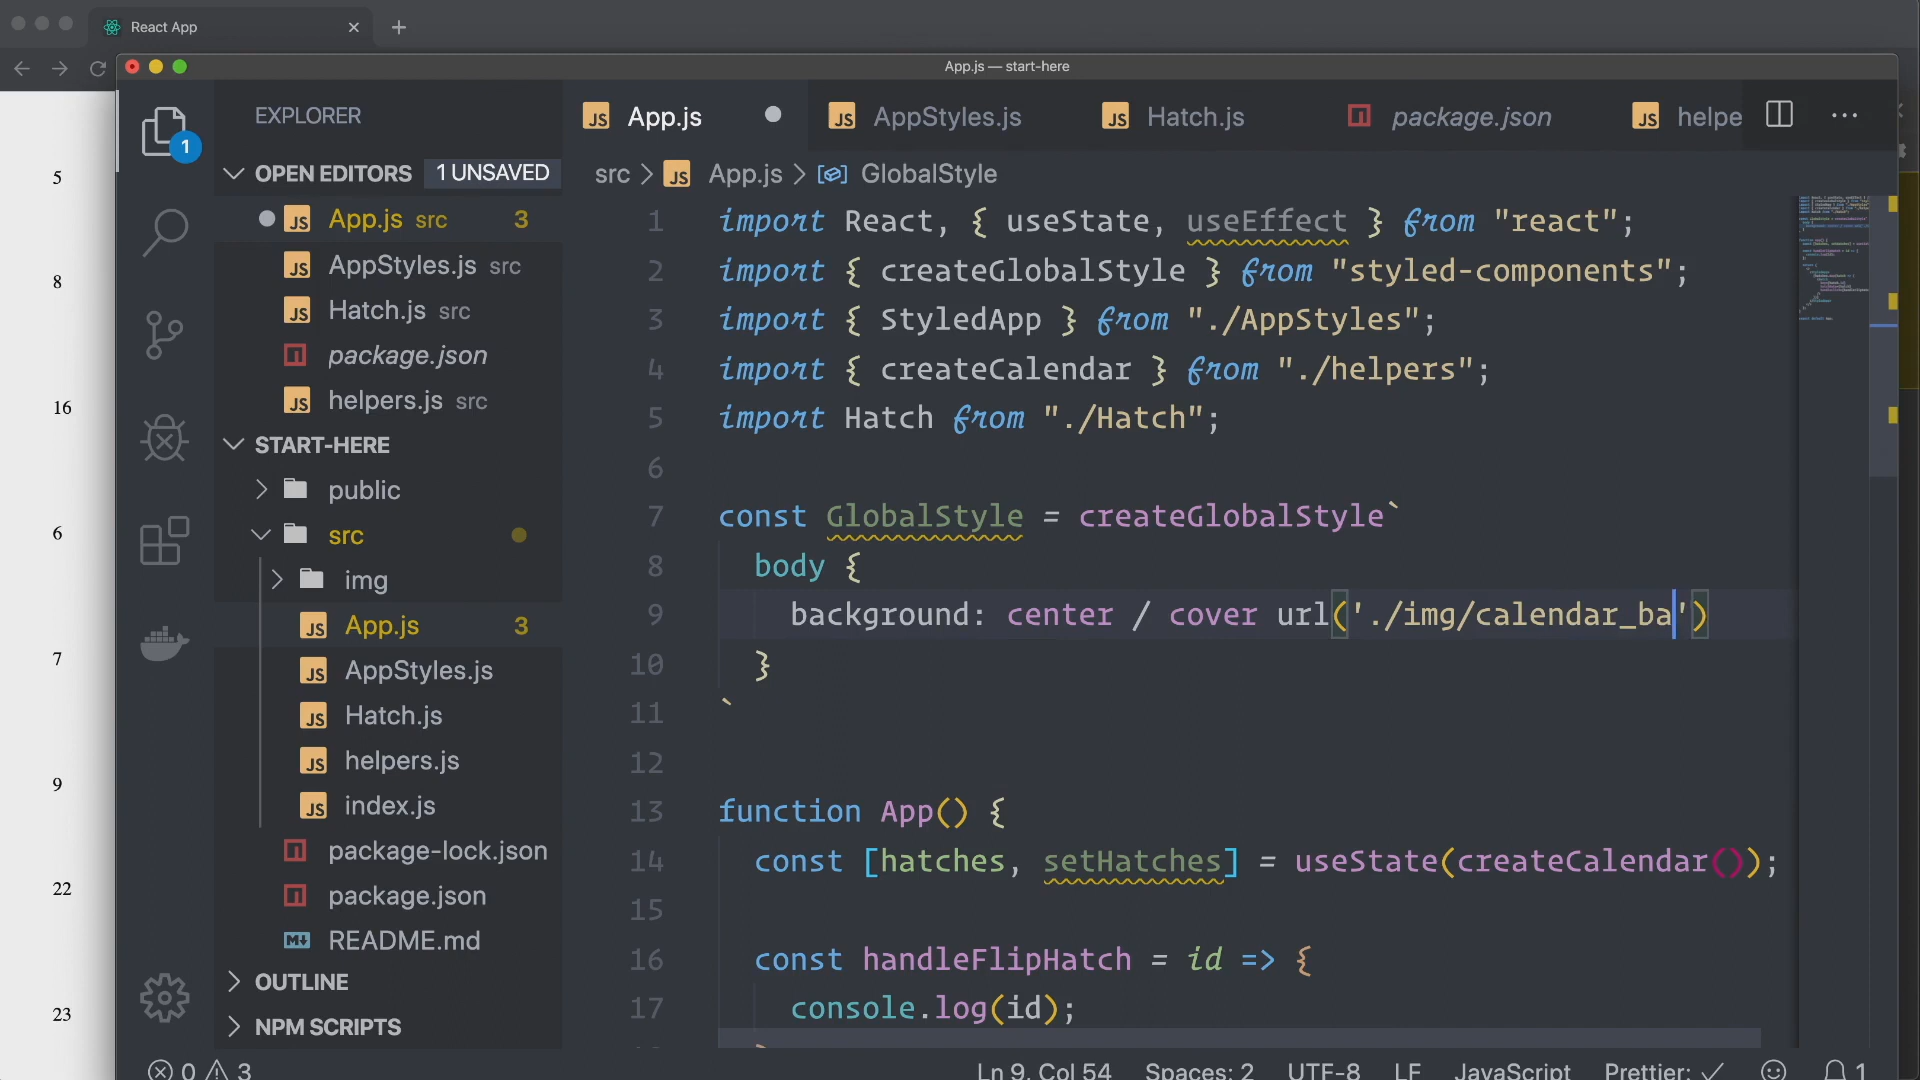 React App
App.js — start-here
EXPLORER
OPEN EDITORS 1 UNSAVED
App.js src 3
AppStyles.js src
Hatch.js src
package.json
helpers.js src
START-HERE
public
src
img
App.js 3
AppStyles.js
Hatch.js
helpers.js
index.js
package-lock.json
package.json
README.md
OUTLINE
NPM SCRIPTS
1
5
8
16
6
7
9
22
23
App.js AppStyles.js Hatch.js package.json helpe
src > App.js > GlobalStyle
1 import React, { useState, useEffect } from "react";
2 import { createGlobalStyle } from "styled-components";
3 import { StyledApp } from "./AppStyles";
4 import { createCalendar } from "./helpers";
5 import Hatch from "./Hatch";
6
7 const GlobalStyle = createGlobalStyle`
8 body {
9 background: center / cover url('./img/calendar_ba')
10 }
11 `
12
13 function App() {
14 const [hatches, setHatches] = useState(createCalendar());
15
16 const handleFlipHatch = id => {
17 console.log(id);
0 3 Ln 9, Col 54 Spaces: 2 UTF-8 LF JavaScript Prettier: ✓ 1